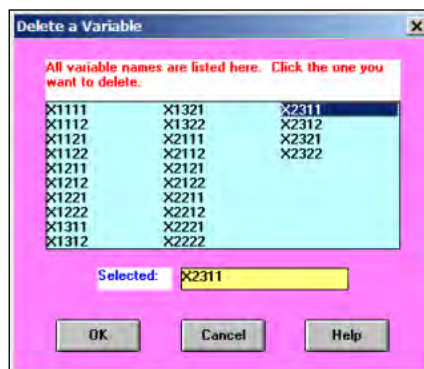 Delete a Variable
All variable names are listed here. Click the one you
want to delete.
X1111 X1321 X2311
X1112 X1322 X2312
X1121 X2111 X2321
X1122 X2112 X2322
X1211 X2121
X1212 X2122
X1221 X2211
X1222 X2212
X1311 X2221
X1312 X2222
Selected: X2311
OK Cancel Help